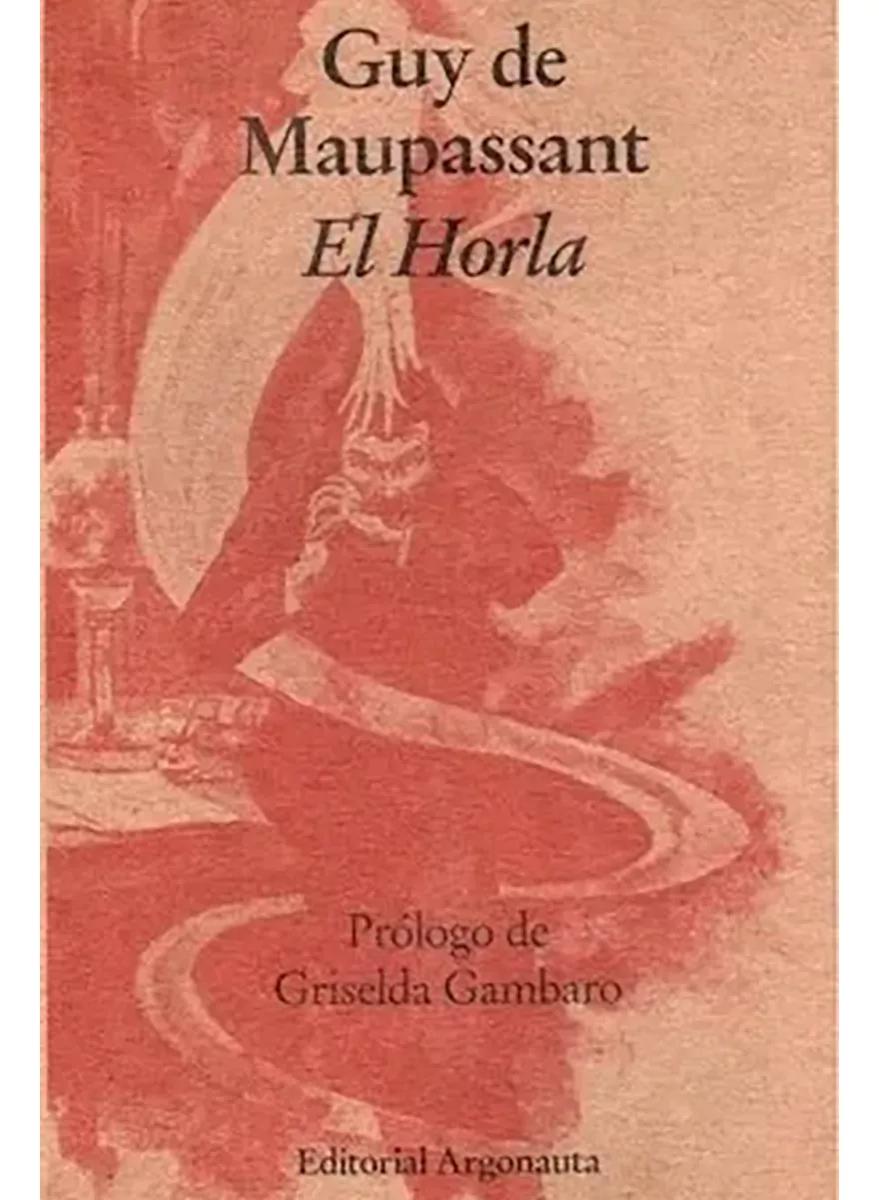 Guy de
Maupassant
El Horla
Prólogo de
Griselda Gambaro
Editorial Argonauta